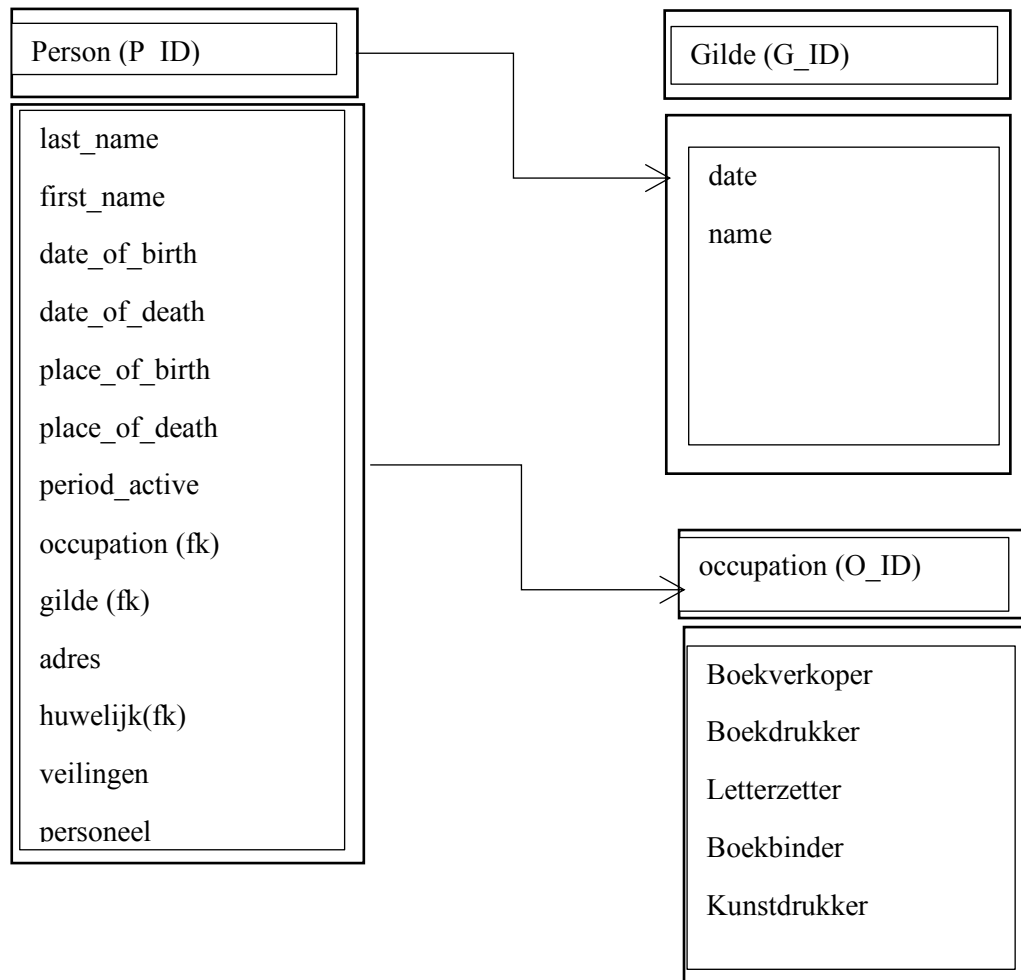 Person (P_ID)
last_name
first_name
date_of_birth
date_of_death
place_of_birth
place_of_death
period_active
occupation (fk)
gilde (fk)
adres
huwelijk(fk)
veilingen
personeel
Gilde (G_ID)
date
name
occupation (O_ID)
Boekverkoper
Boekdrukker
Letterzetter
Boekbinder
Kunstdrukker